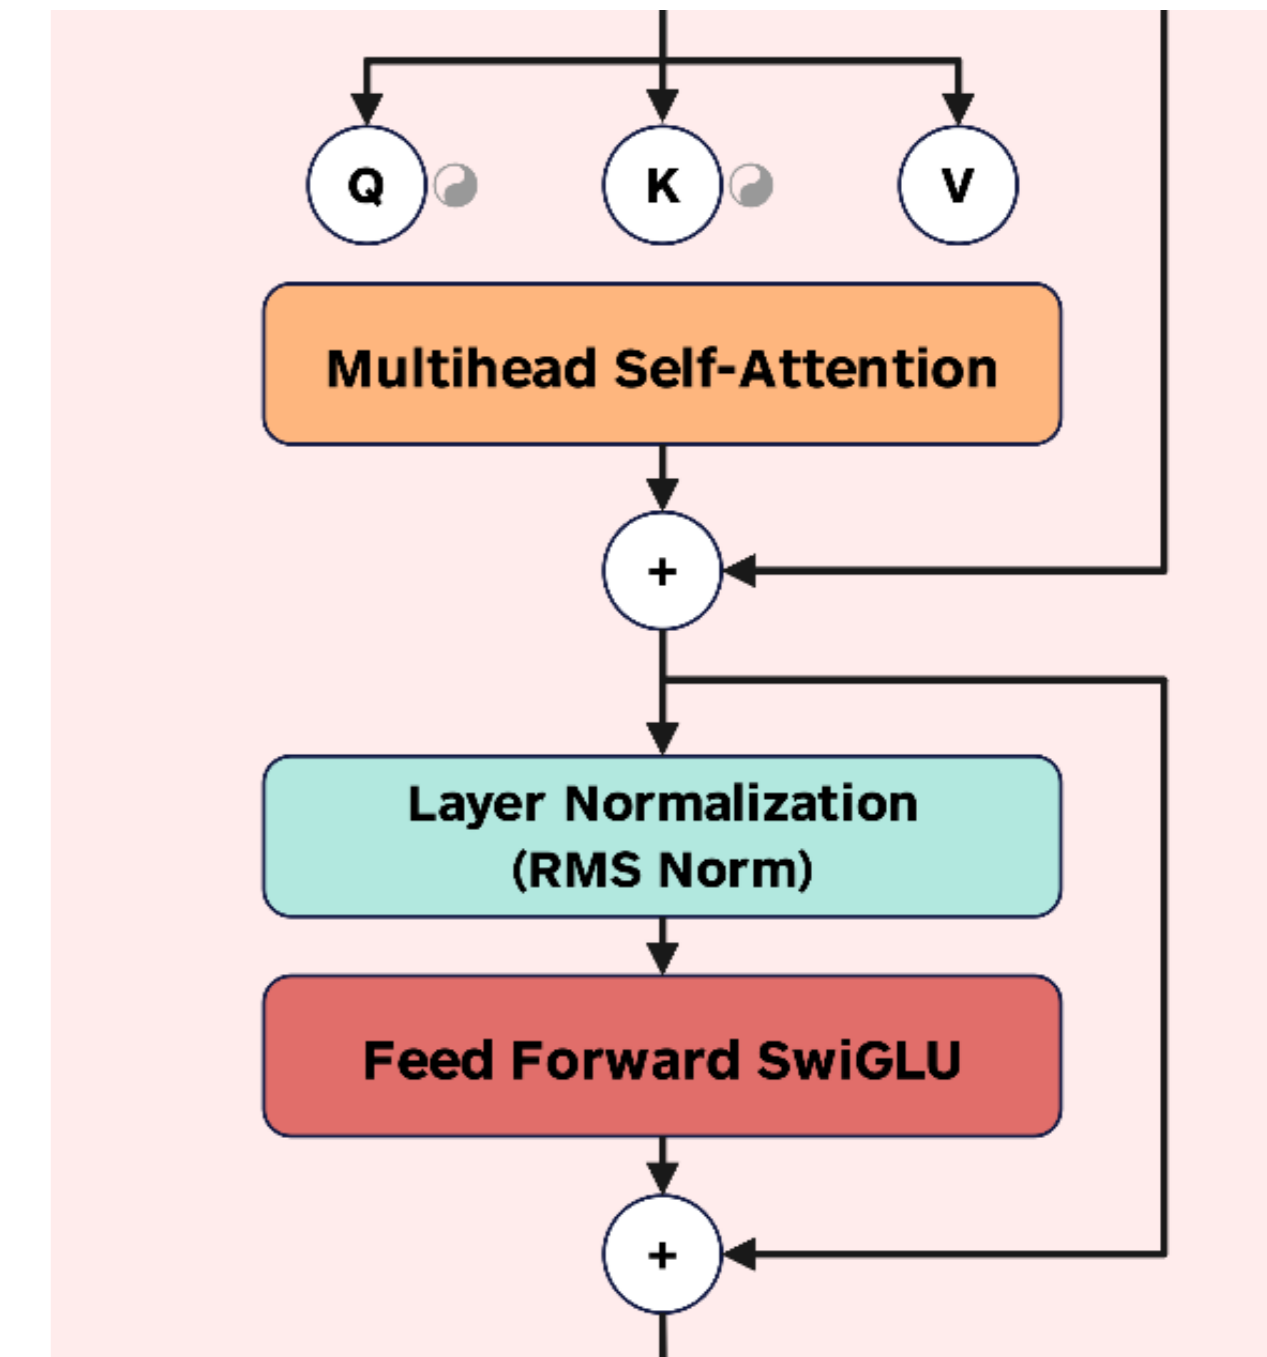 Q
K
V
Multihead Self-Attention
+
Layer Normalization
(RMS Norm)
Feed Forward SwiGLU
+